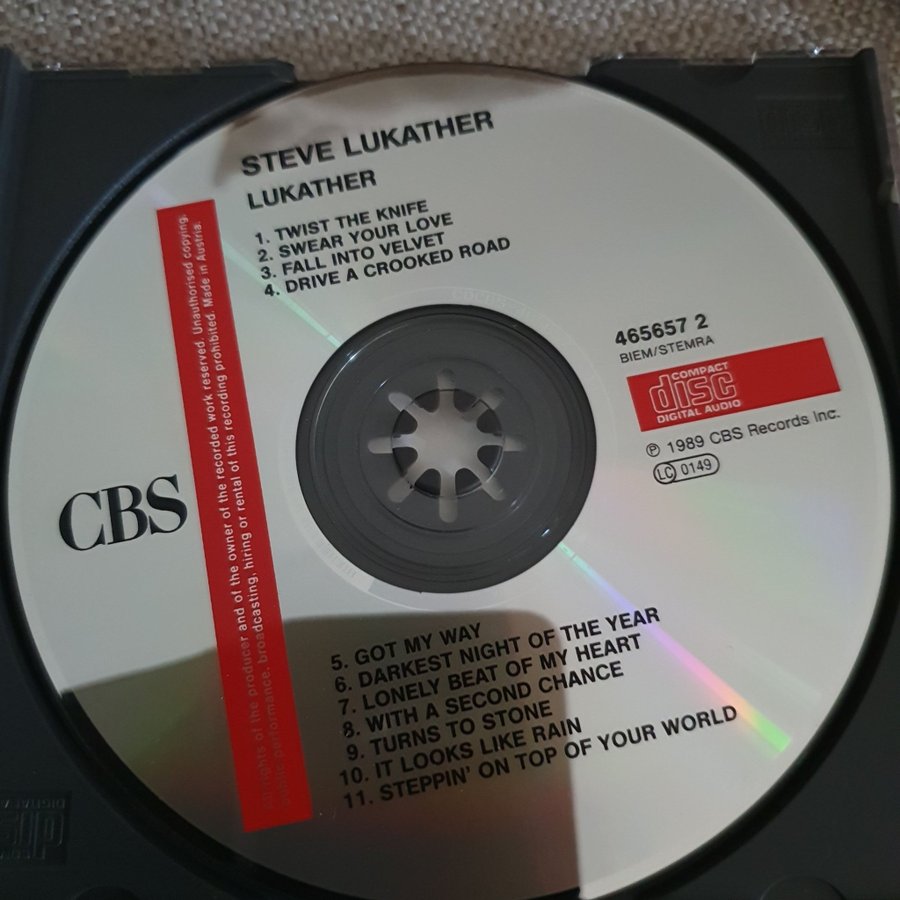 STEVE LUKATHER
LUKATHER
1. TWIST THE KNIFE
2. SWEAR YOUR LOVE
3. FALL INTO VELVET
4. DRIVE A CROOKED ROAD
465657 2
BIEM/STEMRA
COMPACT
disc
DIGITAL AUDIO
℗ 1989 CBS Records Inc.
LC 0149
CBS
All rights of the producer and of the owner of the recorded work reserved. Unauthorised copying,
public performance, broadcasting, hiring or rental of this recording prohibited. Made in Austria.
5. GOT MY WAY
6. DARKEST NIGHT OF THE YEAR
7. LONELY BEAT OF MY HEART
8. WITH A SECOND CHANCE
9. TURNS TO STONE
10. IT LOOKS LIKE RAIN
11. STEPPIN' ON TOP OF YOUR WORLD